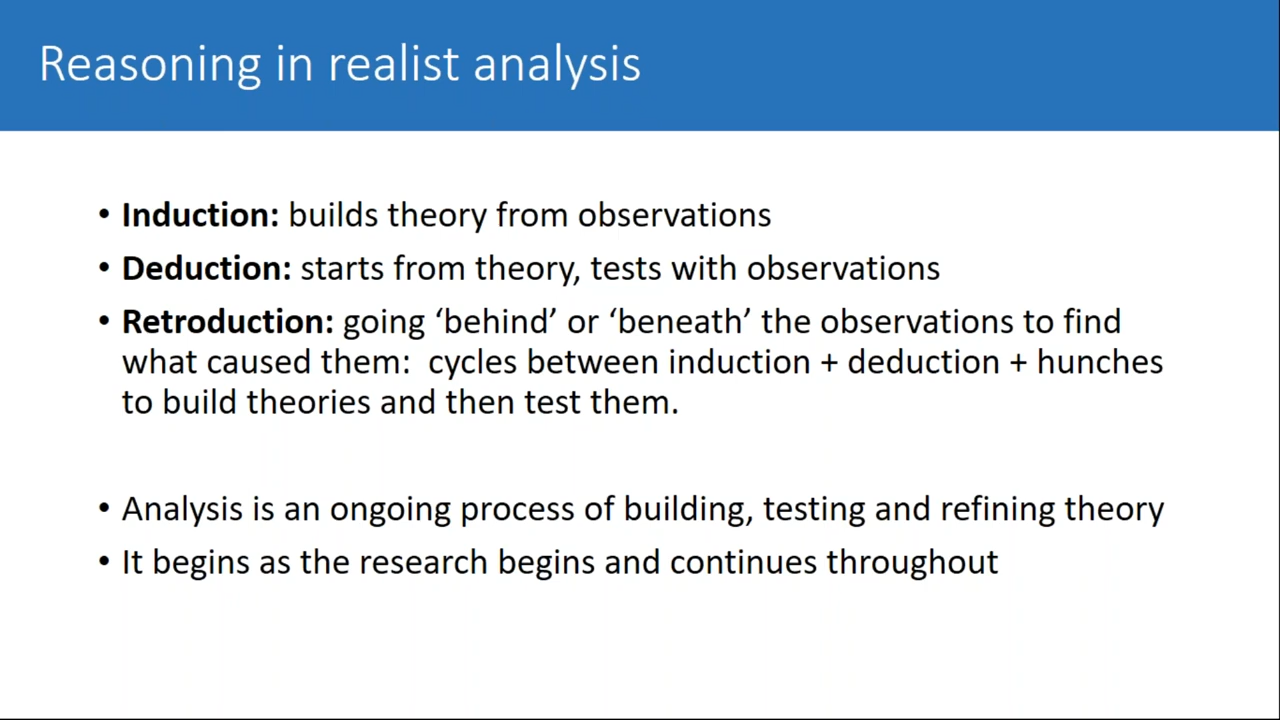 Reasoning in realist analysis
• Induction: builds theory from observations
• Deduction: starts from theory, tests with observations
• Retroduction: going ‘behind’ or ‘beneath’ the observations to find
what caused them:  cycles between induction + deduction + hunches
to build theories and then test them.
• Analysis is an ongoing process of building, testing and refining theory
• It begins as the research begins and continues throughout